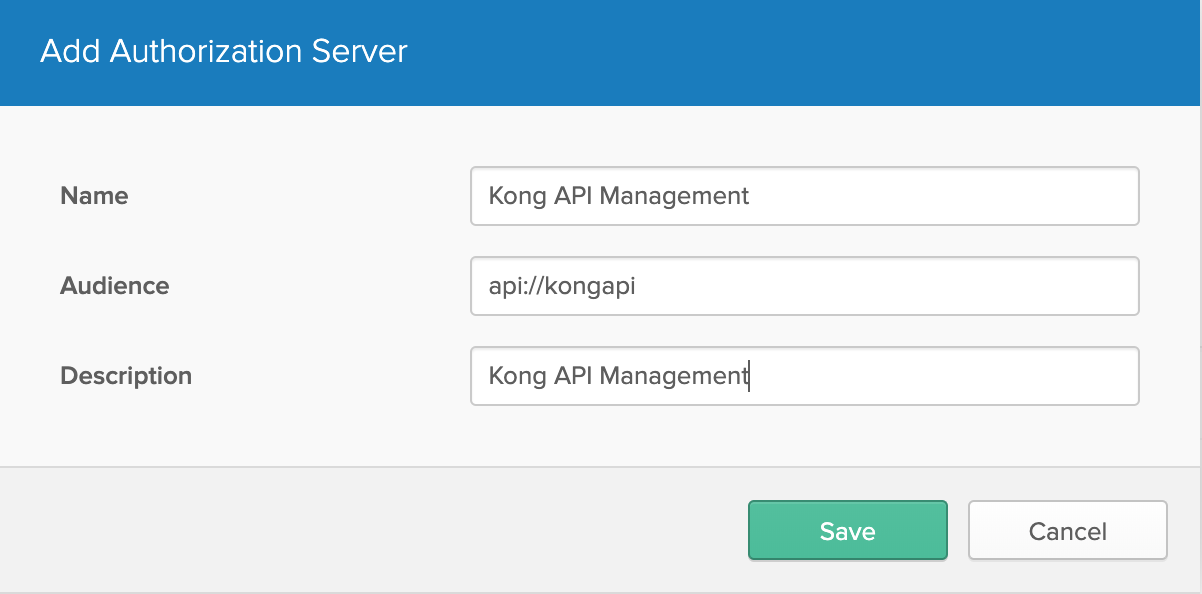 Add Authorization Server
Name
Kong API Management
Audience
api://kongapi
Description
Kong API Management
Save
Cancel